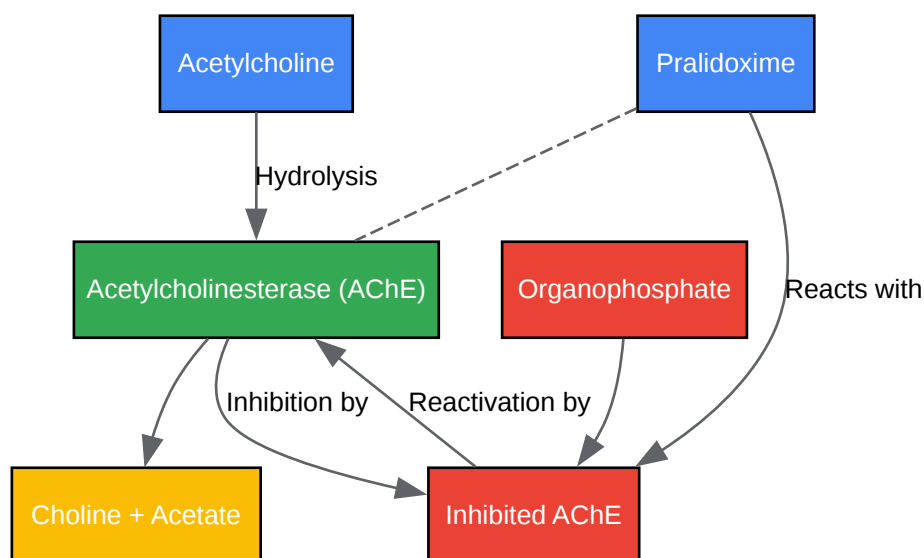 Acetylcholine
Pralidoxime
Hydrolysis
Acetylcholinesterase (AChE)
Organophosphate
Reacts with
Inhibition by
Reactivation by
Choline + Acetate
Inhibited AChE